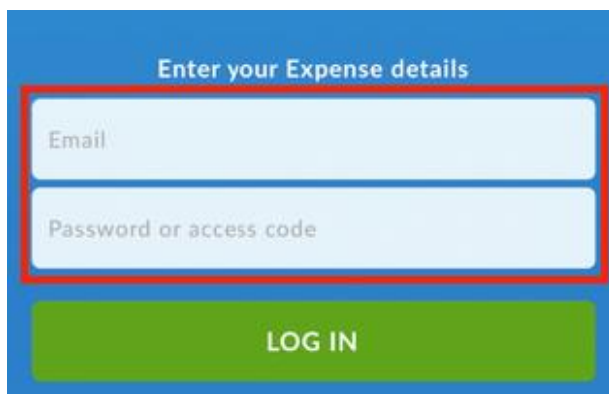 Enter your Expense details
Email
Password or access code
LOG IN